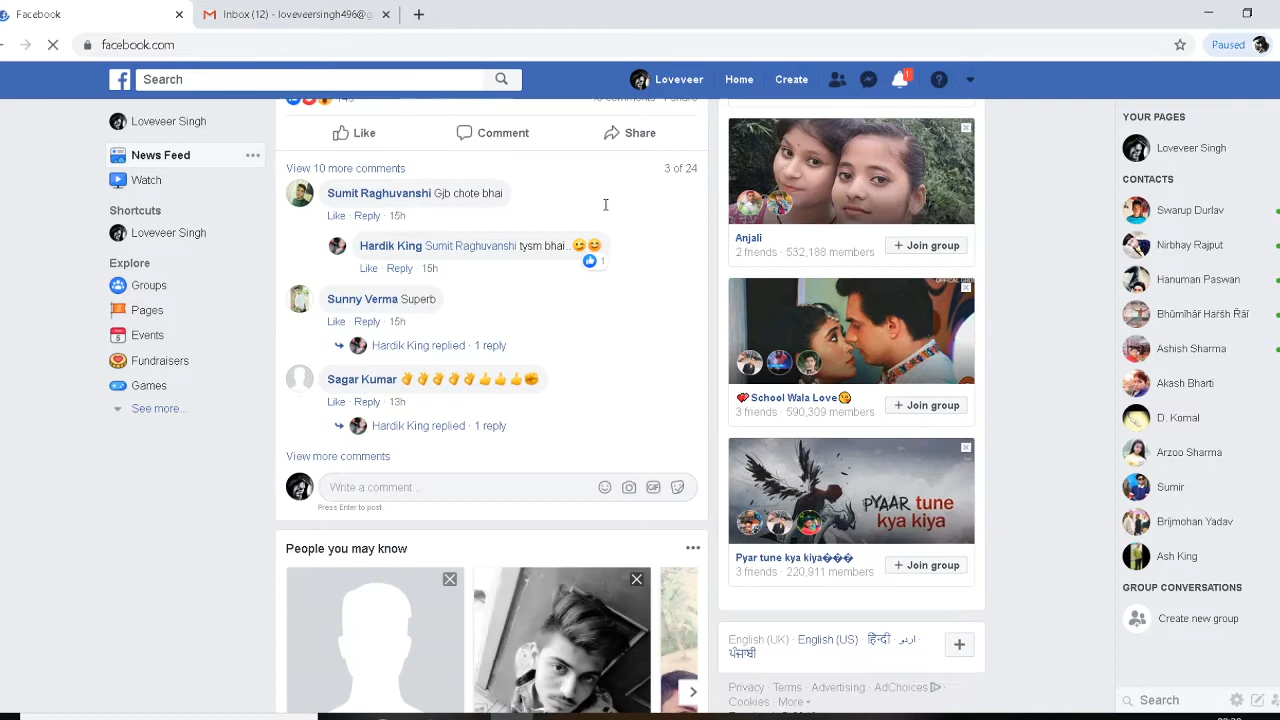 Facebook
Inbox (12) - loveveersingh496@g
facebook.com
Paused
Search
Loveveer
Home
Create
1
Loveveer Singh
News Feed
Watch
Shortcuts
Loveveer Singh
Explore
Groups
Pages
Events
Fundraisers
Games
See more...
Like
Comment
Share
View 10 more comments
3 of 24
Sumit Raghuvanshi Gjb chote bhai
Like · Reply · 15h
Hardik King Sumit Raghuvanshi tysm bhai..😉😊
1
Like · Reply · 15h
Sunny Verma Superb
Like · Reply · 15h
Hardik King replied · 1 reply
Sagar Kumar 👏👏👏👏👏👍👍👍✊
Like · Reply · 13h
Hardik King replied · 1 reply
View more comments
Write a comment...
GIF
Press Enter to post.
People you may know
Anjali
2 friends · 532,188 members
+ Join group
💓School Wala Love😘
3 friends · 590,309 members
+ Join group
PYAAR tune
kya kiya
Pyar tune kya kiya���
3 friends · 220,911 members
+ Join group
English (UK) · English (US) · हिन्दी · اردو ·
ਪੰਜਾਬੀ
Privacy · Terms · Advertising · AdChoices ·
Cookies · More
YOUR PAGES
Loveveer Singh
CONTACTS
Swarup Durlav
Nirbhay Rajput
Hanuman Paswan
Bhûmîhäř Hářśh Řäî
Ashish Sharma
Akash Bharti
D. Komal
Arzoo Sharma
Sumir
Brijmohan Yadav
Ash King
GROUP CONVERSATIONS
Create new group
Search